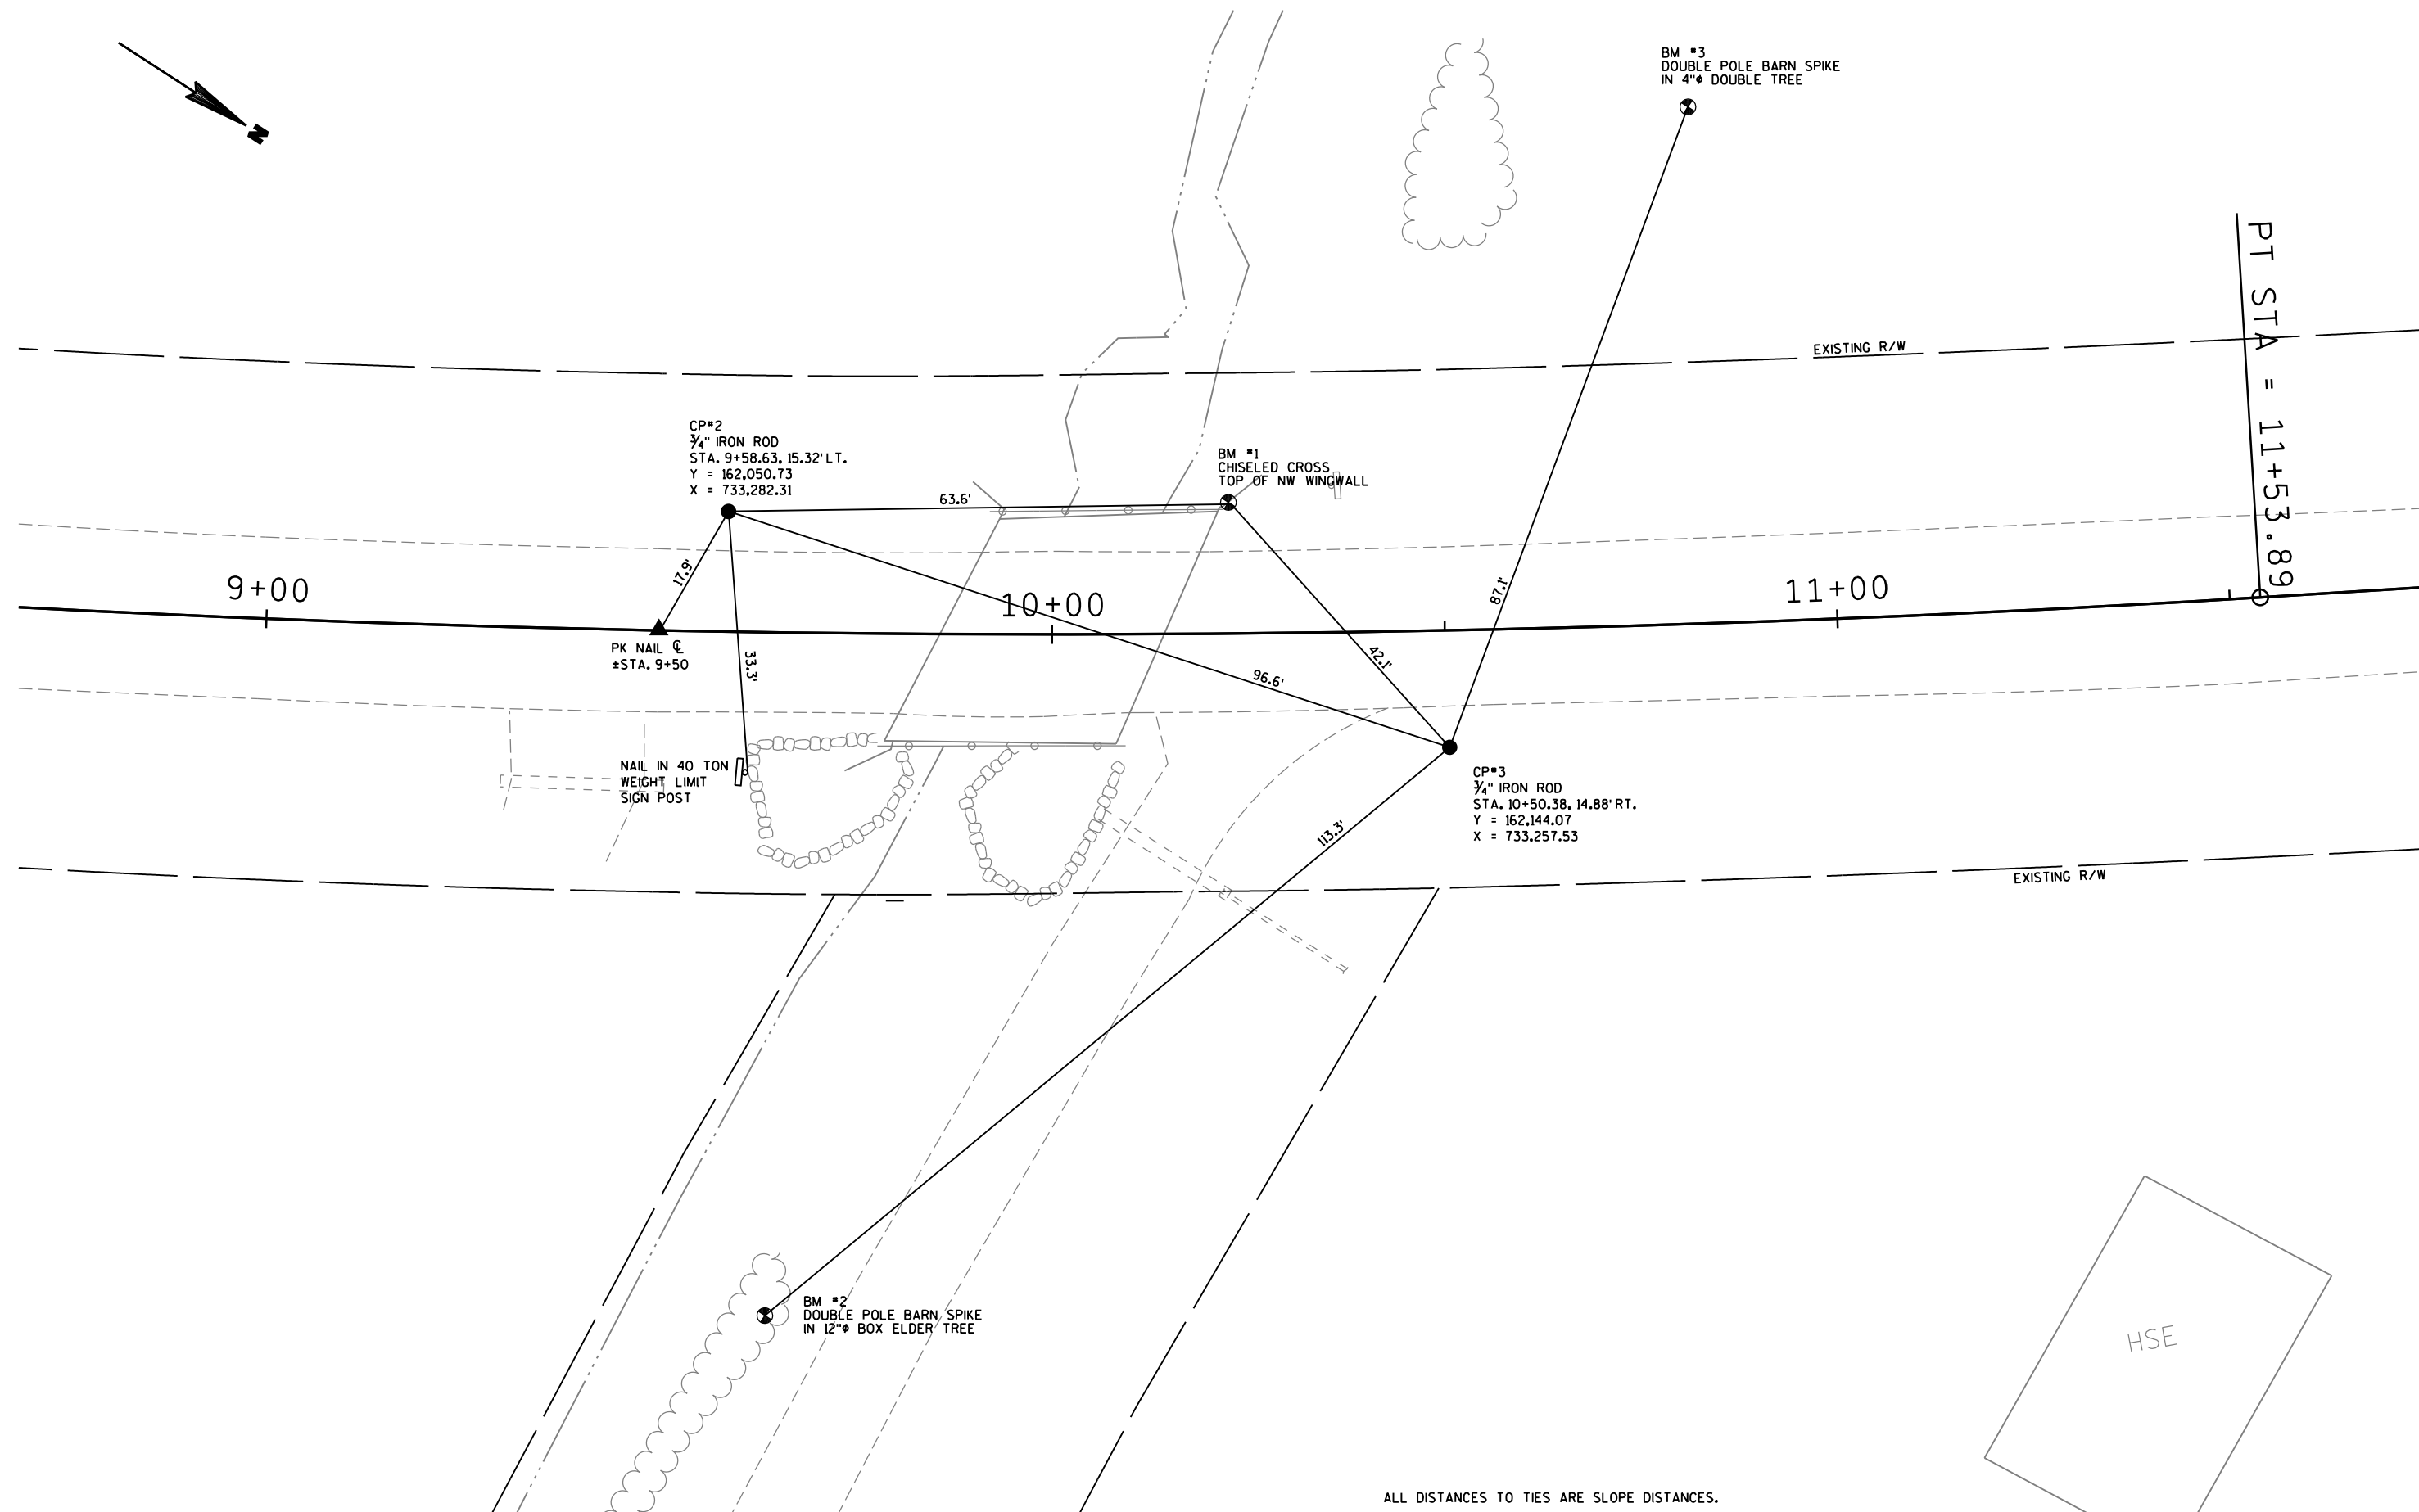 N
BM #3
DOUBLE POLE BARN SPIKE
IN 4"φ DOUBLE TREE
PT STA = 11+53.89
EXISTING R/W
CP#2
¾" IRON ROD
STA. 9+58.63, 15.32' LT.
Y = 162,050.73
X = 733,282.31
BM #1
CHISELED CROSS
TOP OF NW WINGWALL
63.6'
17.9'
87.1'
9+00
10+00
11+00
PK NAIL ℄
±STA. 9+50
33.3'
42.1'
96.6'
NAIL IN 40 TON
WEIGHT LIMIT
SIGN POST
CP#3
¾" IRON ROD
STA. 10+50.38, 14.88' RT.
Y = 162,144.07
X = 733,257.53
113.3'
EXISTING R/W
BM #2
DOUBLE POLE BARN SPIKE
IN 12"φ BOX ELDER TREE
HSE
ALL DISTANCES TO TIES ARE SLOPE DISTANCES.